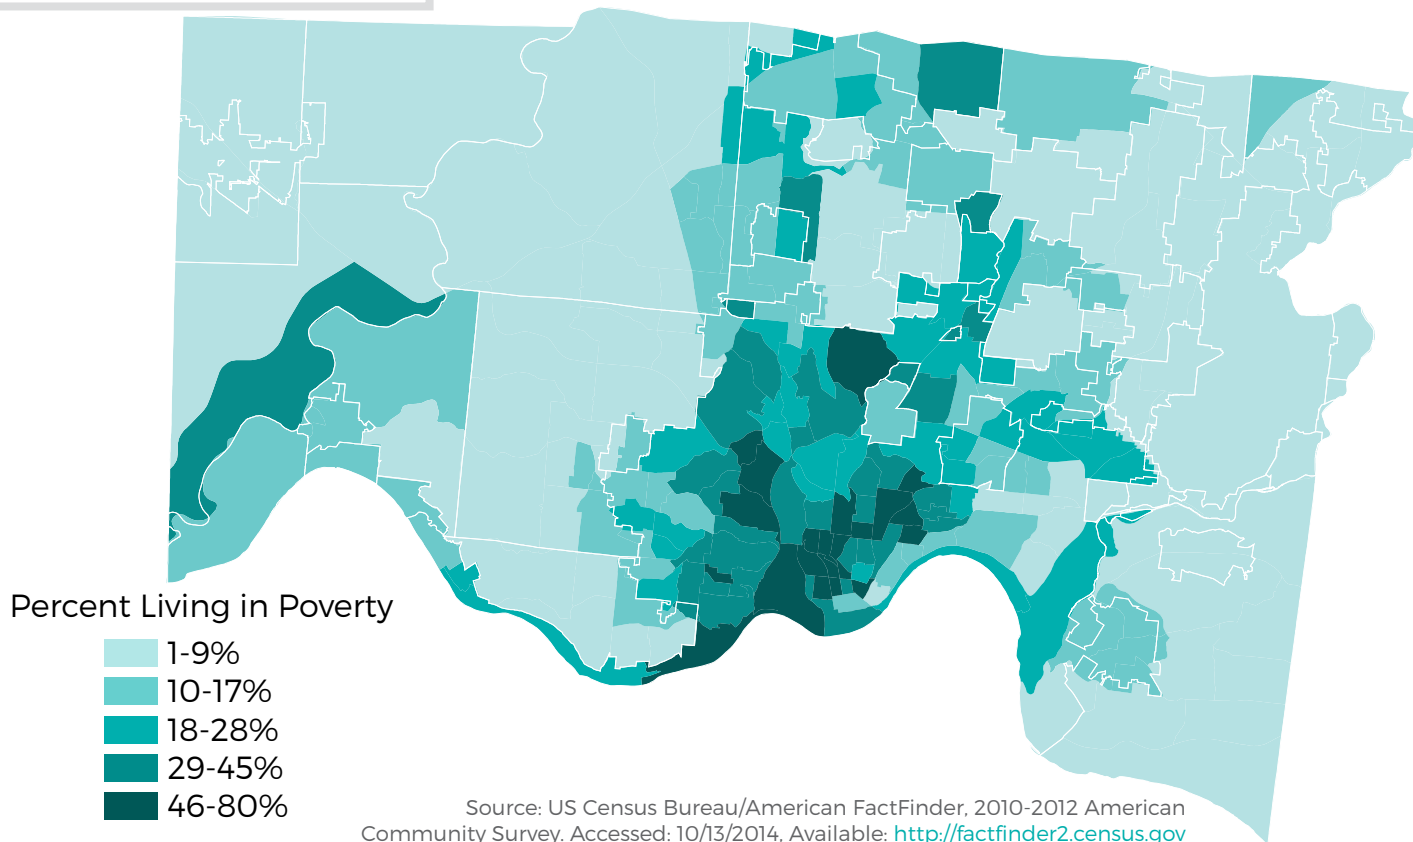 Percent Living in Poverty
1-9%
10-17%
18-28%
29-45%
46-80%
Source: US Census Bureau/American FactFinder, 2010-2012 American
Community Survey. Accessed: 10/13/2014, Available: http://factfinder2.census.gov